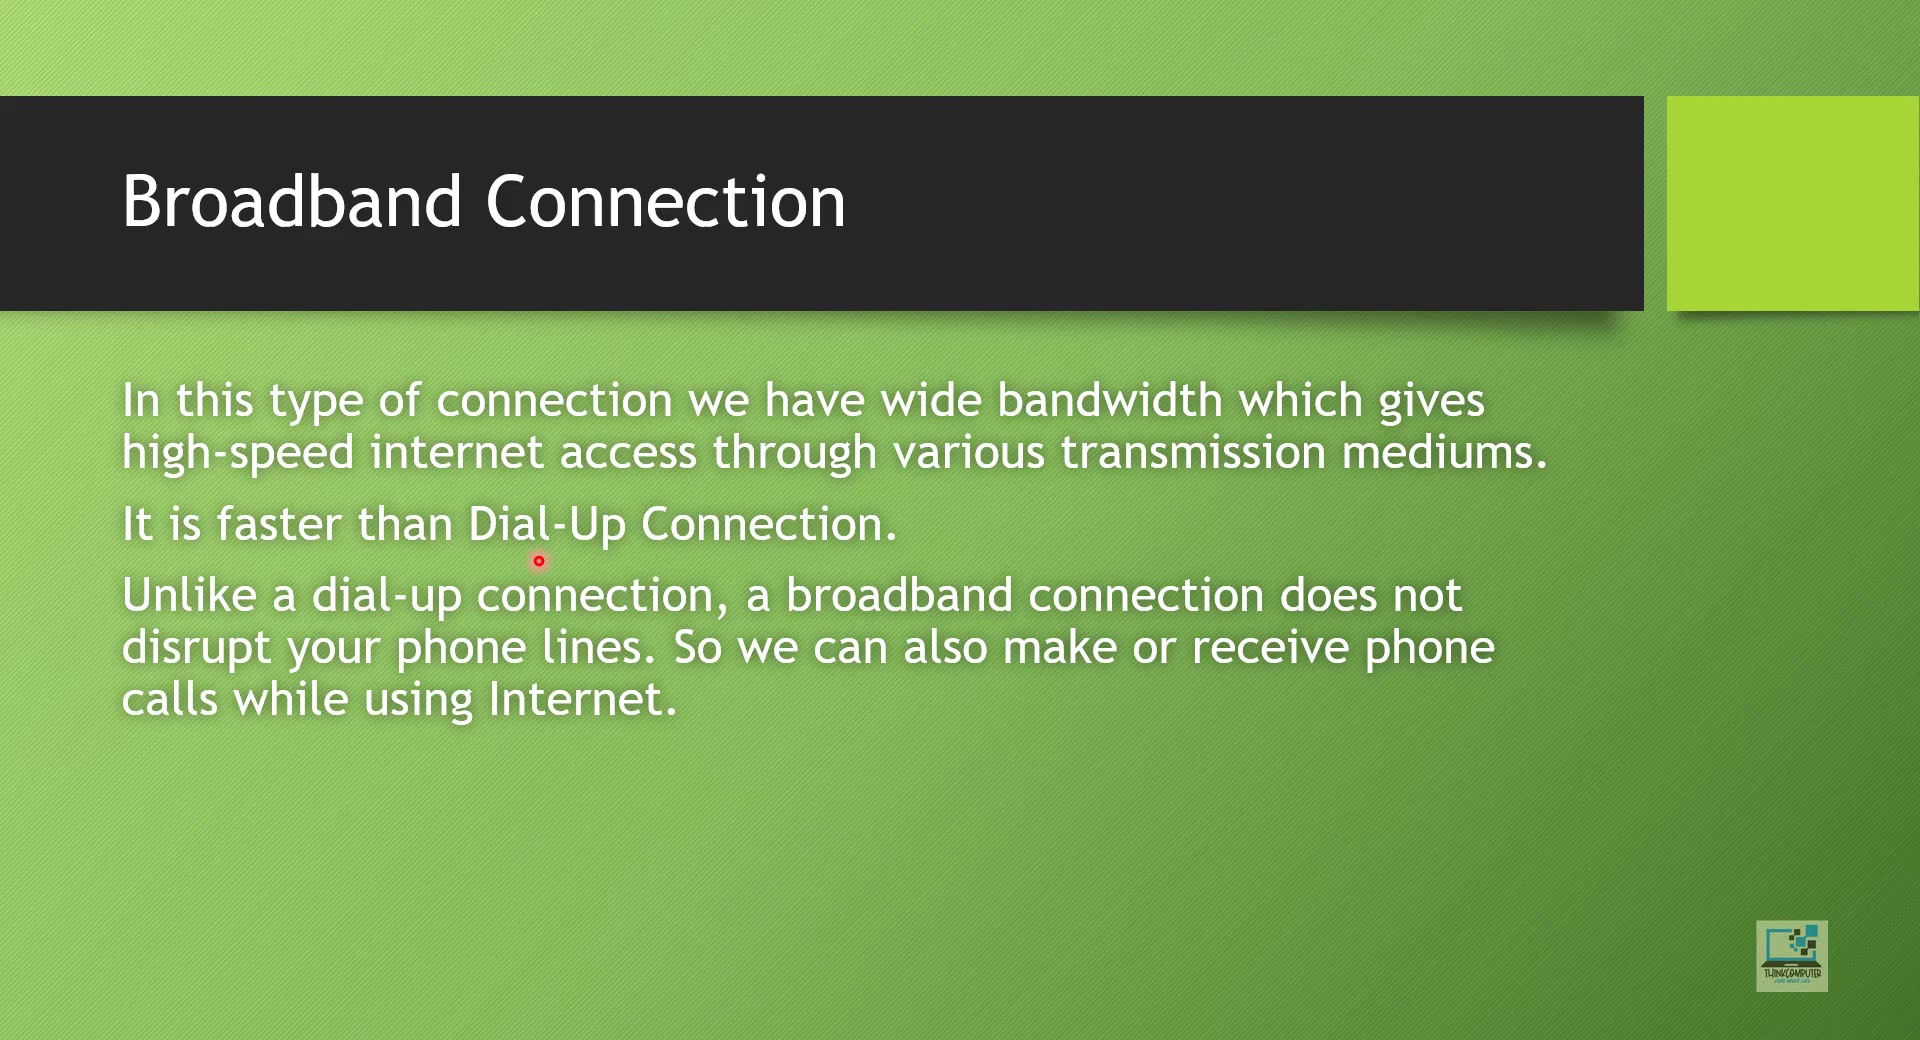 Broadband Connection
In this type of connection we have wide bandwidth which gives
high-speed internet access through various transmission mediums.
It is faster than Dial-Up Connection.
Unlike a dial-up connection, a broadband connection does not
disrupt your phone lines. So we can also make or receive phone
calls while using Internet.
THINKCOMPUTER